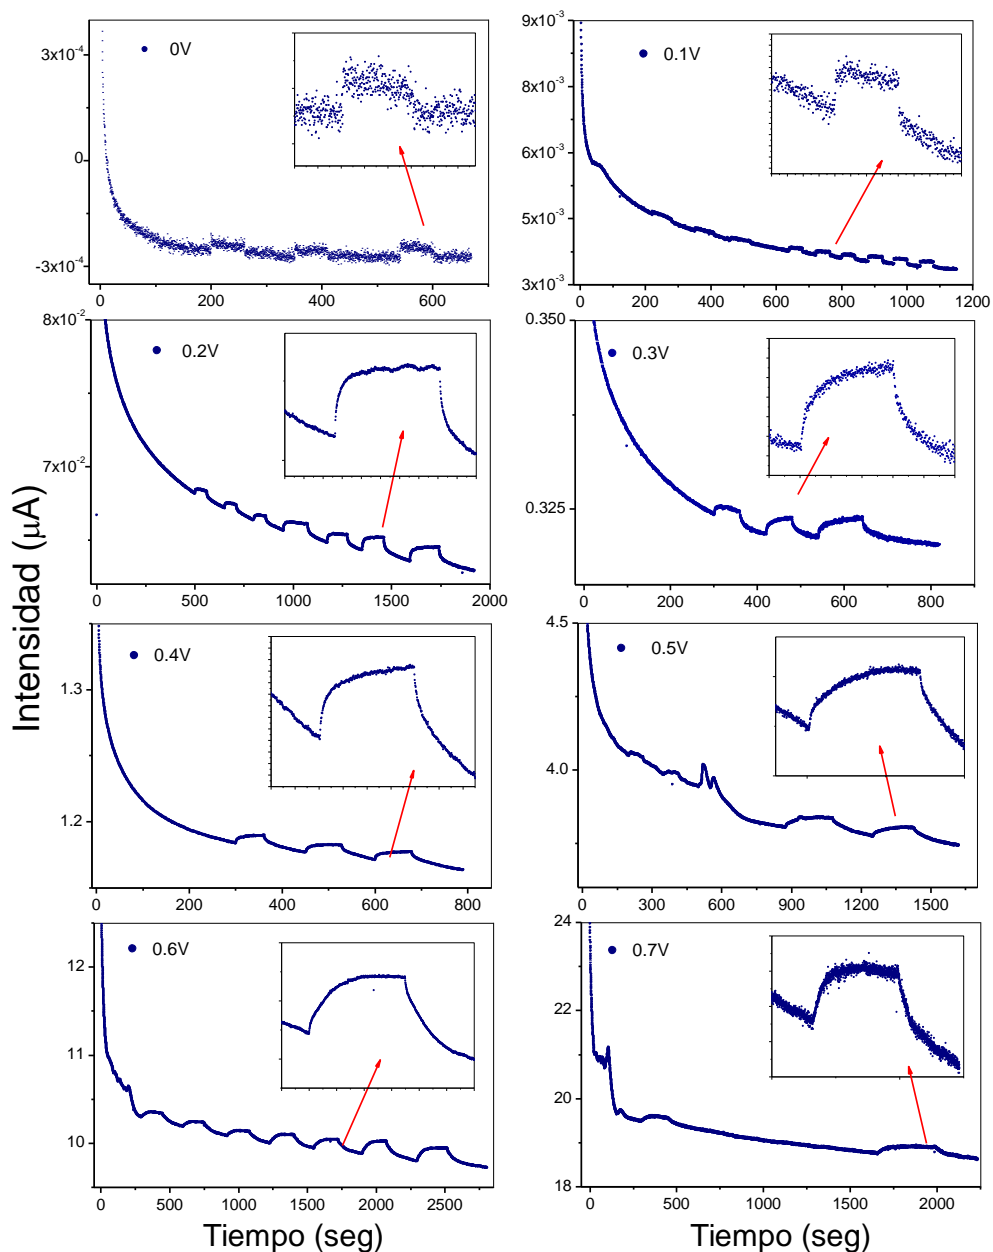 0V
3x10⁻⁴
0
-3x10⁻⁴
0 200 400 600
0.1V
9x10⁻³
8x10⁻³
6x10⁻³
5x10⁻³
3x10⁻³
0 200 400 600 800 1000 1200
0.2V
8x10⁻²
7x10⁻²
0 500 1000 1500 2000
0.3V
0.350
0.325
0 200 400 600 800
0.4V
1.3
1.2
0 200 400 600 800
0.5V
4.5
4.0
0 300 600 900 1200 1500
0.6V
12
11
10
0 500 1000 1500 2000 2500
0.7V
24
22
20
18
0 500 1000 1500 2000
Intensidad (μA)
Tiempo (seg)
Tiempo (seg)